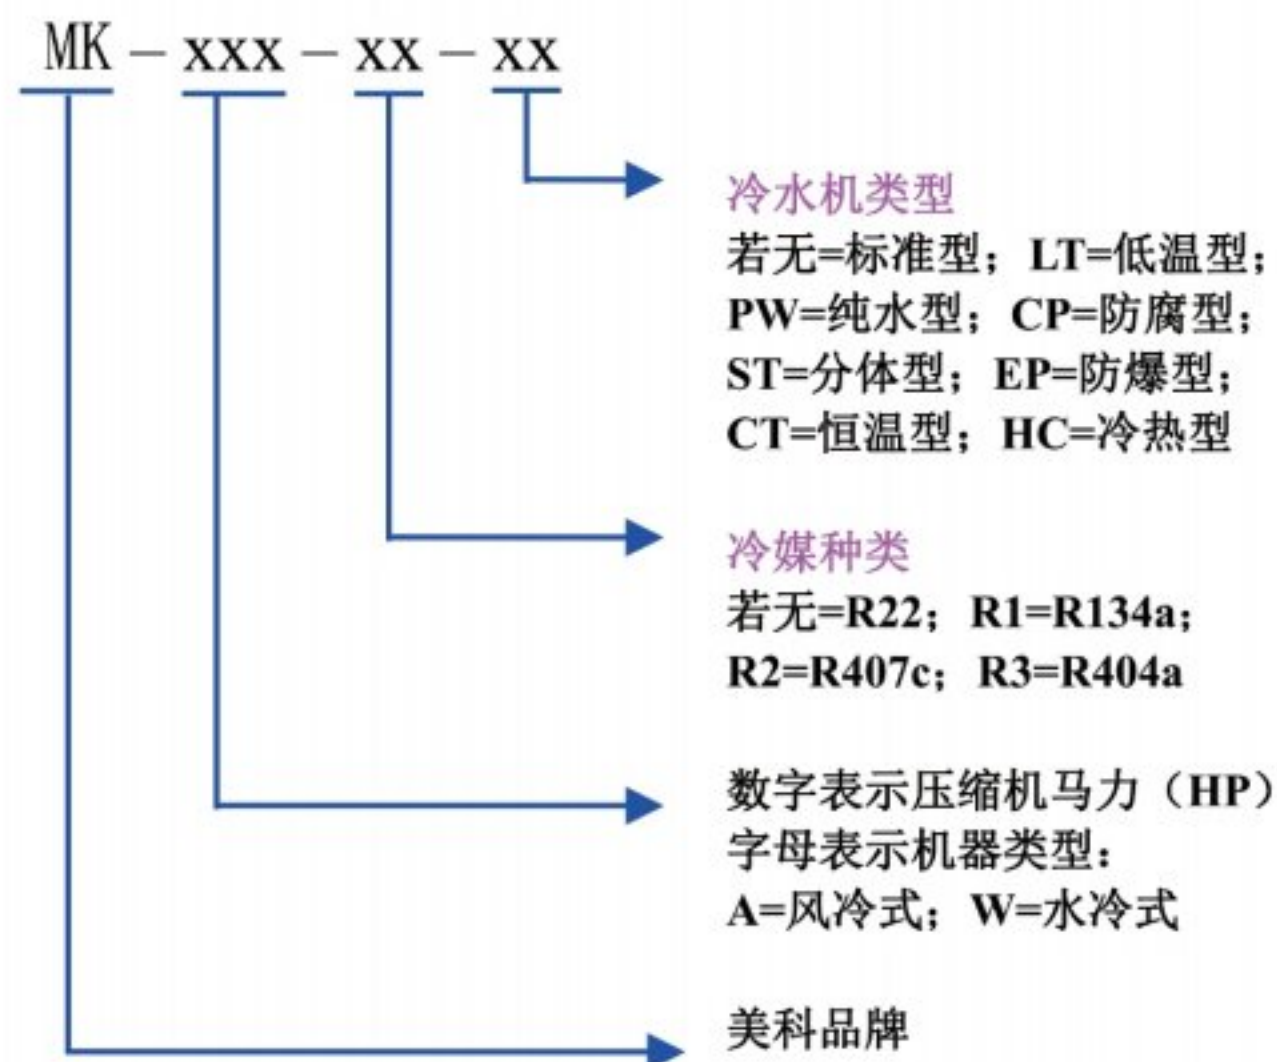 MK-xxx-xx-xx
冷水机类型
若无=标准型；LT=低温型；
PW=纯水型；CP=防腐型；
ST=分体型；EP=防爆型；
CT=恒温型；HC=冷热型
冷媒种类
若无=R22；R1=R134a；
R2=R407c；R3=R404a
数字表示压缩机马力（HP）
字母表示机器类型：
A=风冷式；W=水冷式
美科品牌